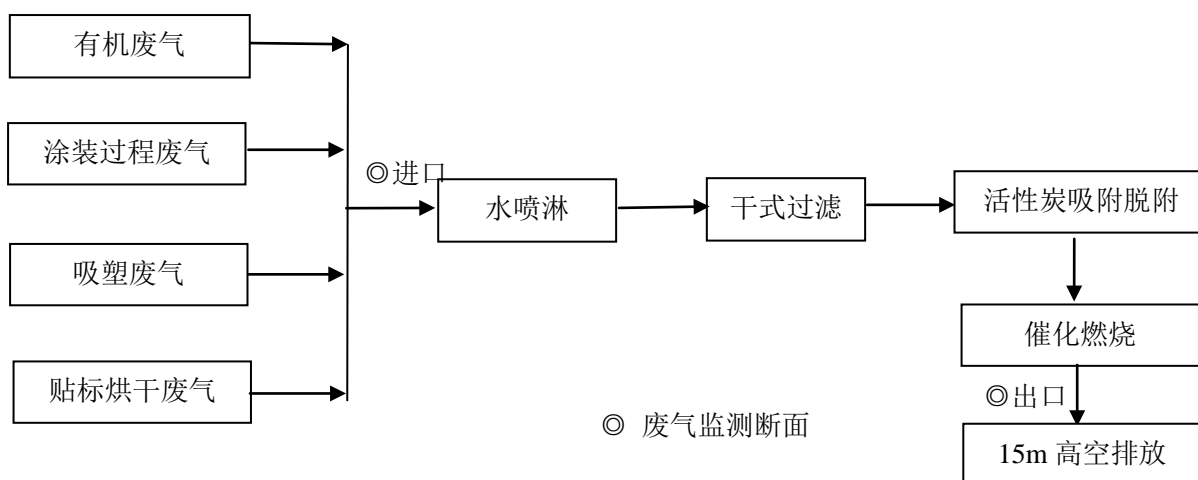 有机废气
涂装过程废气
◎进口
水喷淋
干式过滤
活性炭吸附脱附
吸塑废气
催化燃烧
贴标烘干废气
◎出口
◎ 废气监测断面
15m 高空排放